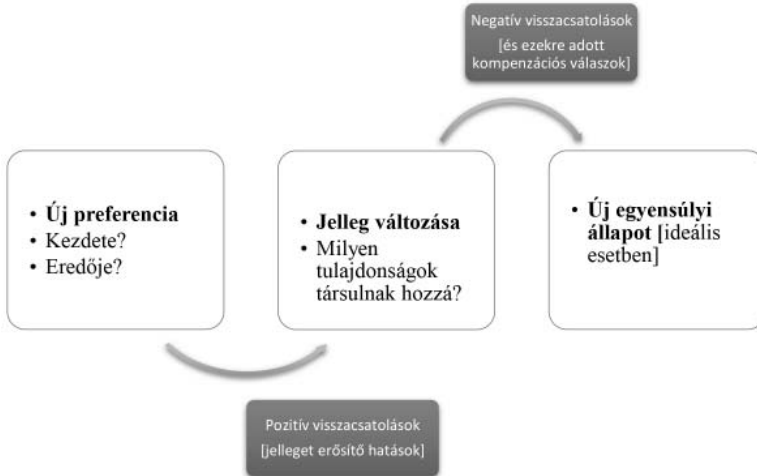 Negatív visszacsatolások
[és ezekre adott
kompenzációs válaszok]
• Új preferencia
• Kezdete?
• Eredője?
• Jelleg változása
• Milyen
tulajdonságok
társulnak hozzá?
• Új egyensúlyi
állapot [ideális
esetben]
Pozitív visszacsatolások
[jelleget erősítő hatások]